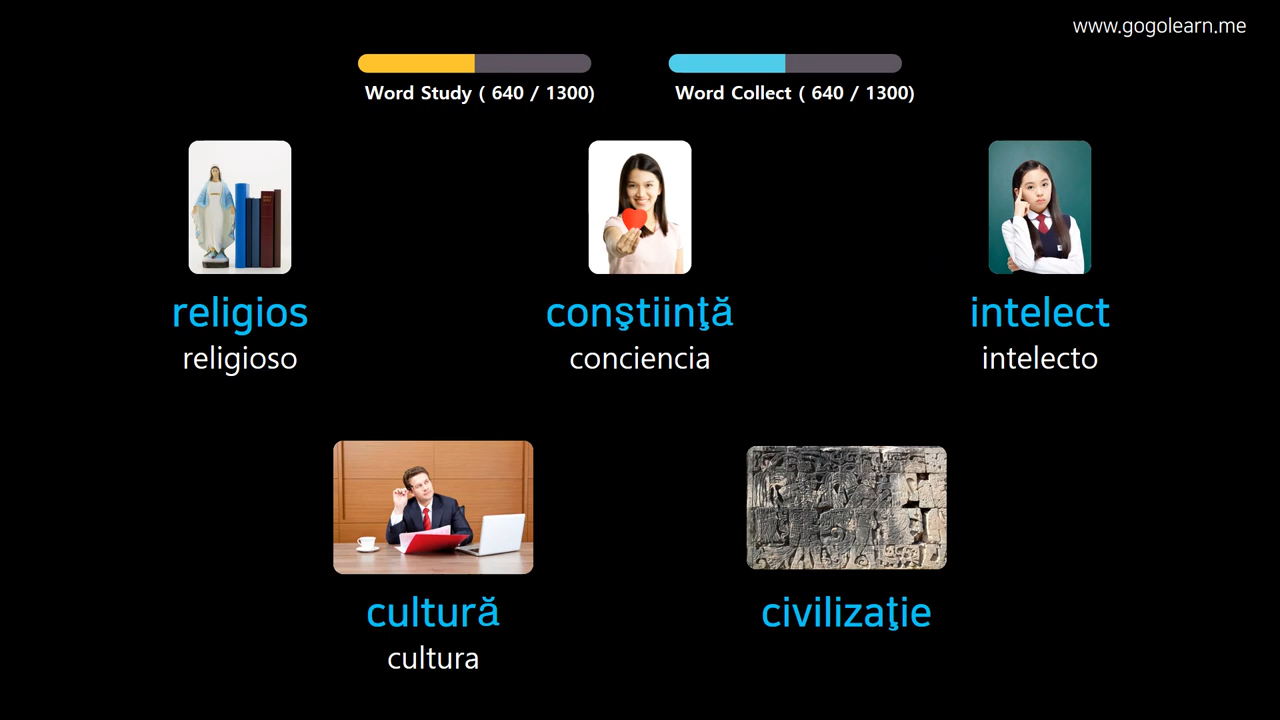 www.gogolearn.me
Word Study ( 640 / 1300)
Word Collect ( 640 / 1300)
religios
religioso
conştiinţă
conciencia
intelect
intelecto
cultură
cultura
civilizaţie